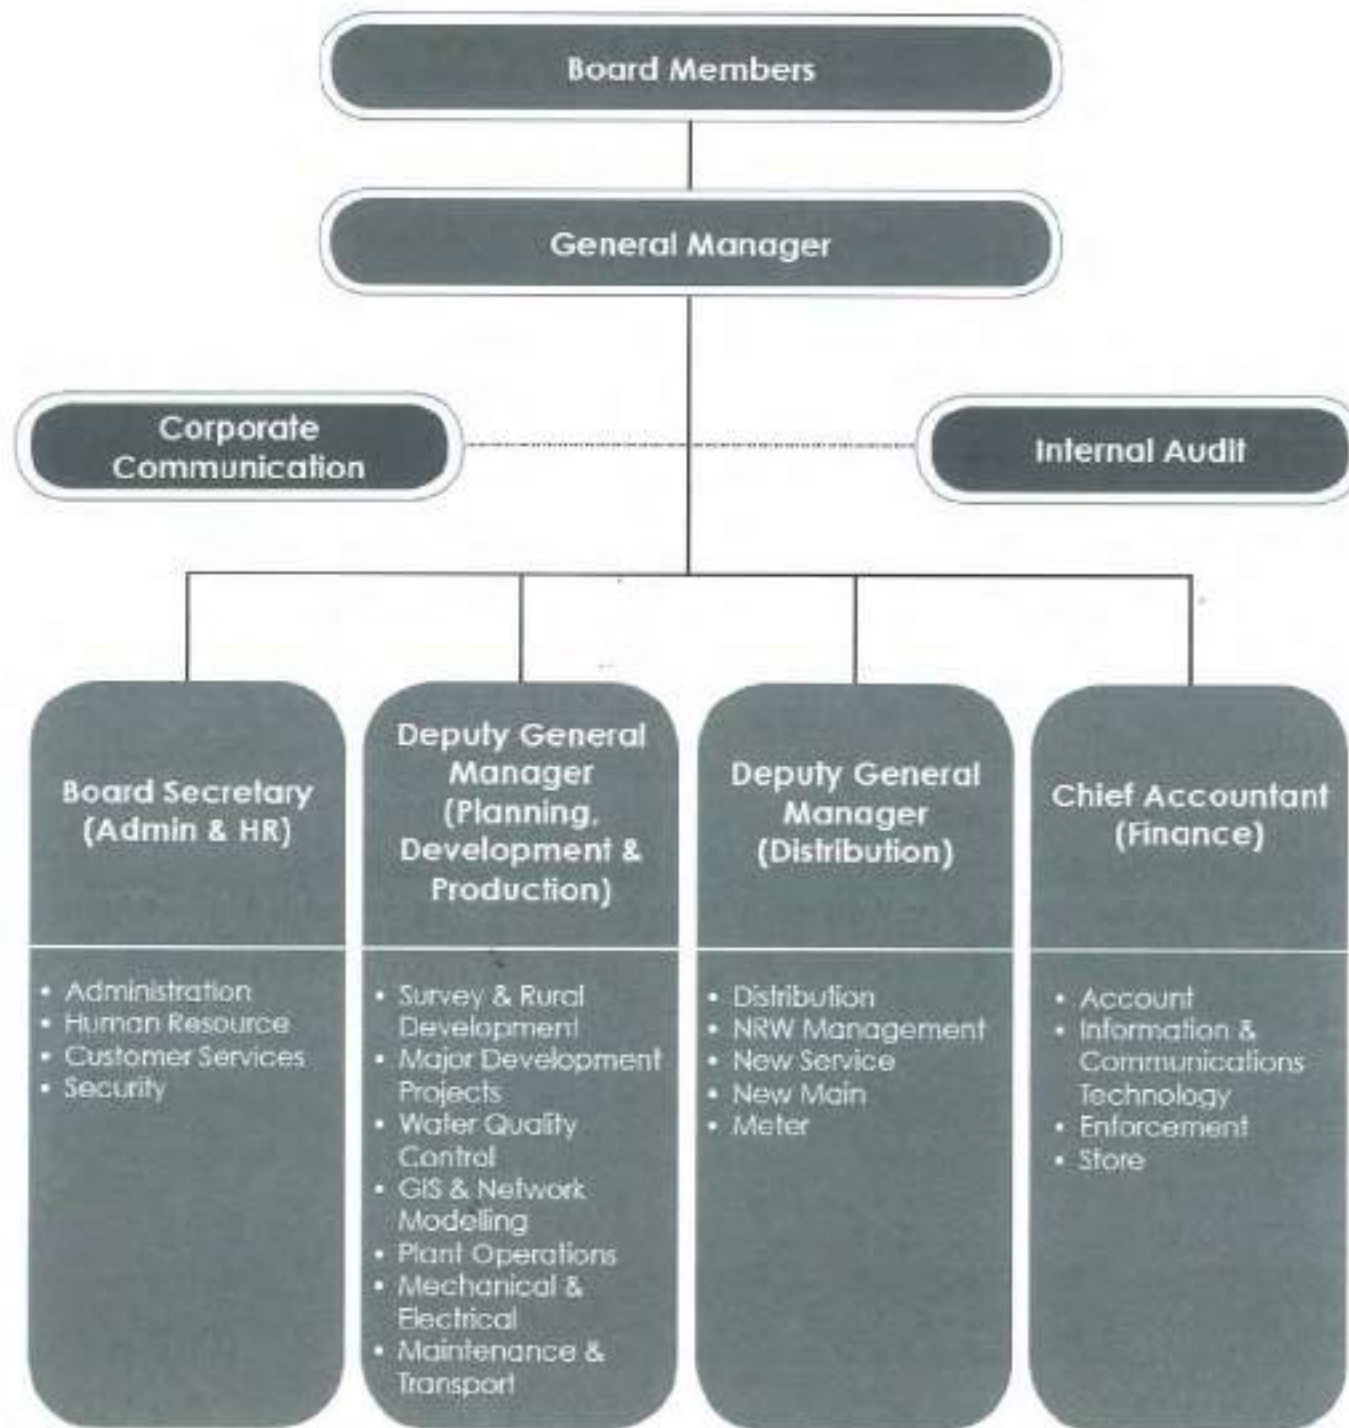 Board Members
General Manager
Corporate
Communication
Internal Audit
Board Secretary
(Admin & HR)
• Administration
• Human Resource
• Customer Services
• Security
Deputy General
Manager
(Planning,
Development &
Production)
• Survey & Rural
Development
• Major Development
Projects
• Water Quality
Control
• GIS & Network
Modelling
• Plant Operations
• Mechanical &
Electrical
• Maintenance &
Transport
Deputy General
Manager
(Distribution)
• Distribution
• NRW Management
• New Service
• New Main
• Meter
Chief Accountant
(Finance)
• Account
• Information &
Communications
Technology
• Enforcement
• Store